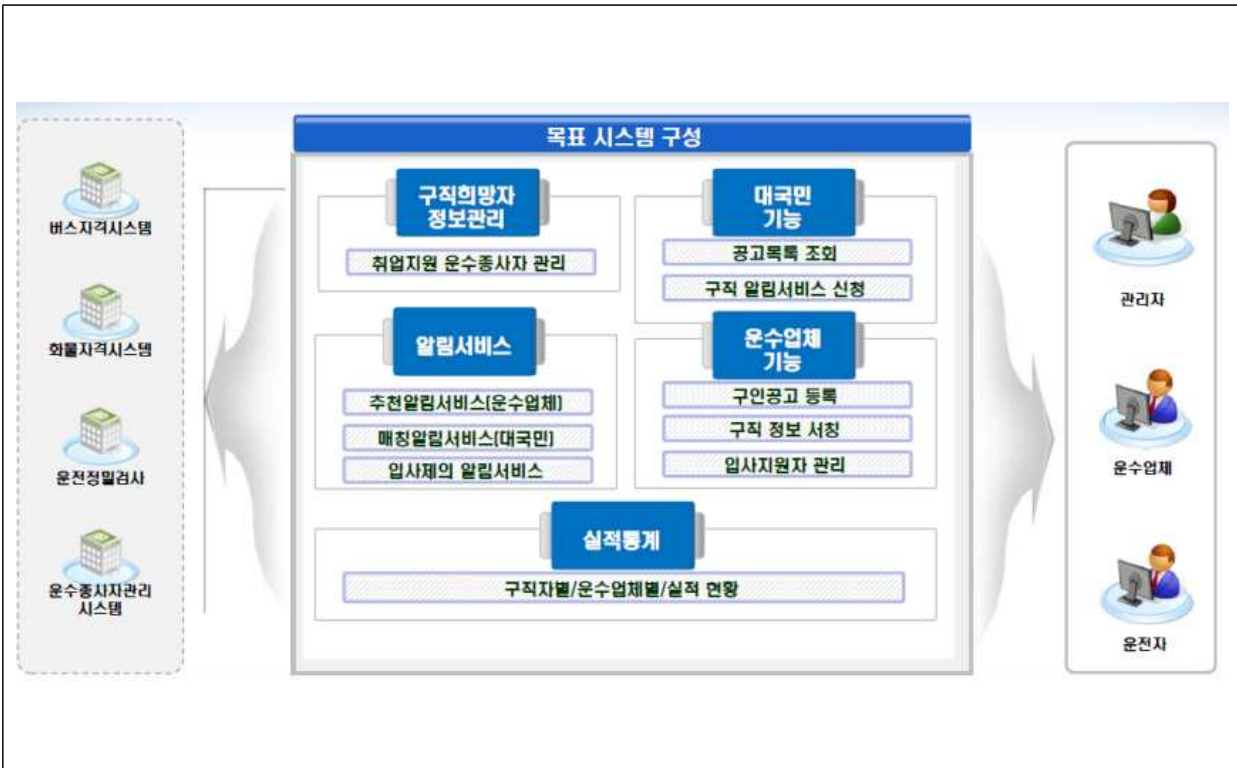 목표 시스템 구성
버스자격시스템
화물자격시스템
운전정밀검사
운수종사자관리
시스템
구직희망자
정보관리
취업지원 운수종사자 관리
대국민
기능
공고목록 조회
구직 알림서비스 신청
알림서비스
추천알림서비스(운수업체)
매칭알림서비스(대국민)
입사제의 알림서비스
운수업체
기능
구인공고 등록
구직 정보 서칭
입사지원자 관리
실적통계
구직자별/운수업체별/실적 현황
관리자
운수업체
운전자